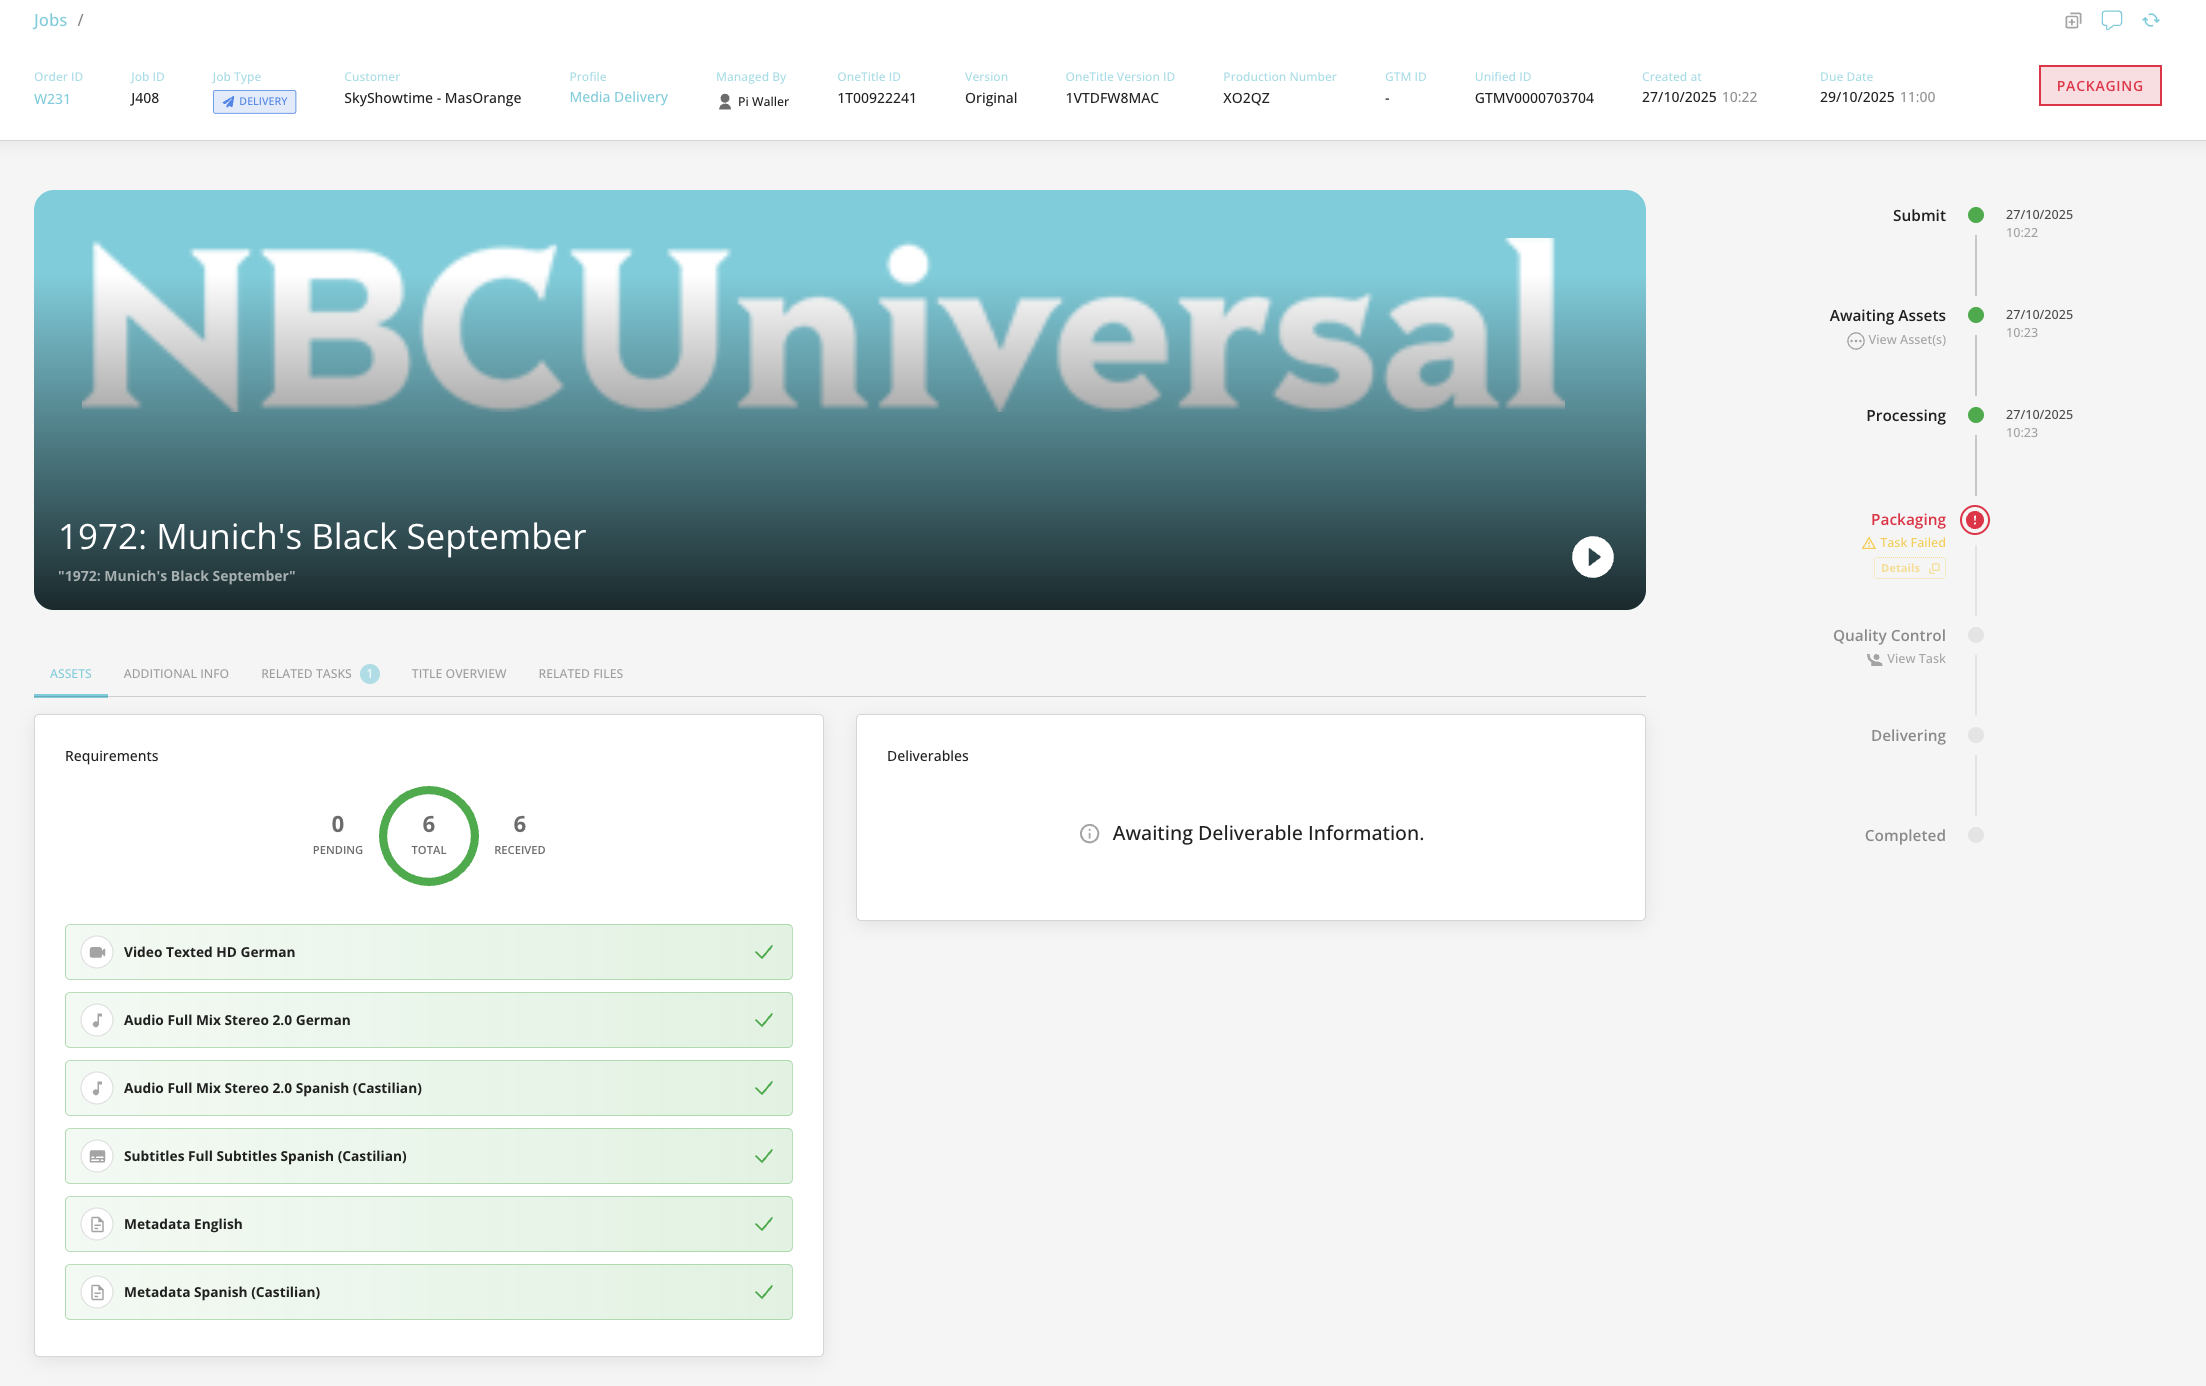 Jobs /
Order ID
W231
Job ID
J408
Job Type
DELIVERY
Customer
SkyShowtime - MasOrange
Profile
Media Delivery
Managed By
Pi Waller
OneTitle ID
1T00922241
Version
Original
OneTitle Version ID
1VTDFW8MAC
Production Number
XO2QZ
GTM ID
-
Unified ID
GTMV0000703704
Created at
27/10/2025 10:22
Due Date
29/10/2025 11:00
PACKAGING
NBCUniversal
1972: Munich's Black September
"1972: Munich's Black September"
Submit
27/10/2025
10:22
Awaiting Assets
View Asset(s)
27/10/2025
10:23
Processing
27/10/2025
10:23
Packaging
Task Failed
Details
Quality Control
View Task
Delivering
Completed
ASSETS
ADDITIONAL INFO
RELATED TASKS 1
TITLE OVERVIEW
RELATED FILES
Requirements
0
PENDING
6
TOTAL
6
RECEIVED
Video Texted HD German
Audio Full Mix Stereo 2.0 German
Audio Full Mix Stereo 2.0 Spanish (Castilian)
Subtitles Full Subtitles Spanish (Castilian)
Metadata English
Metadata Spanish (Castilian)
Deliverables
Awaiting Deliverable Information.